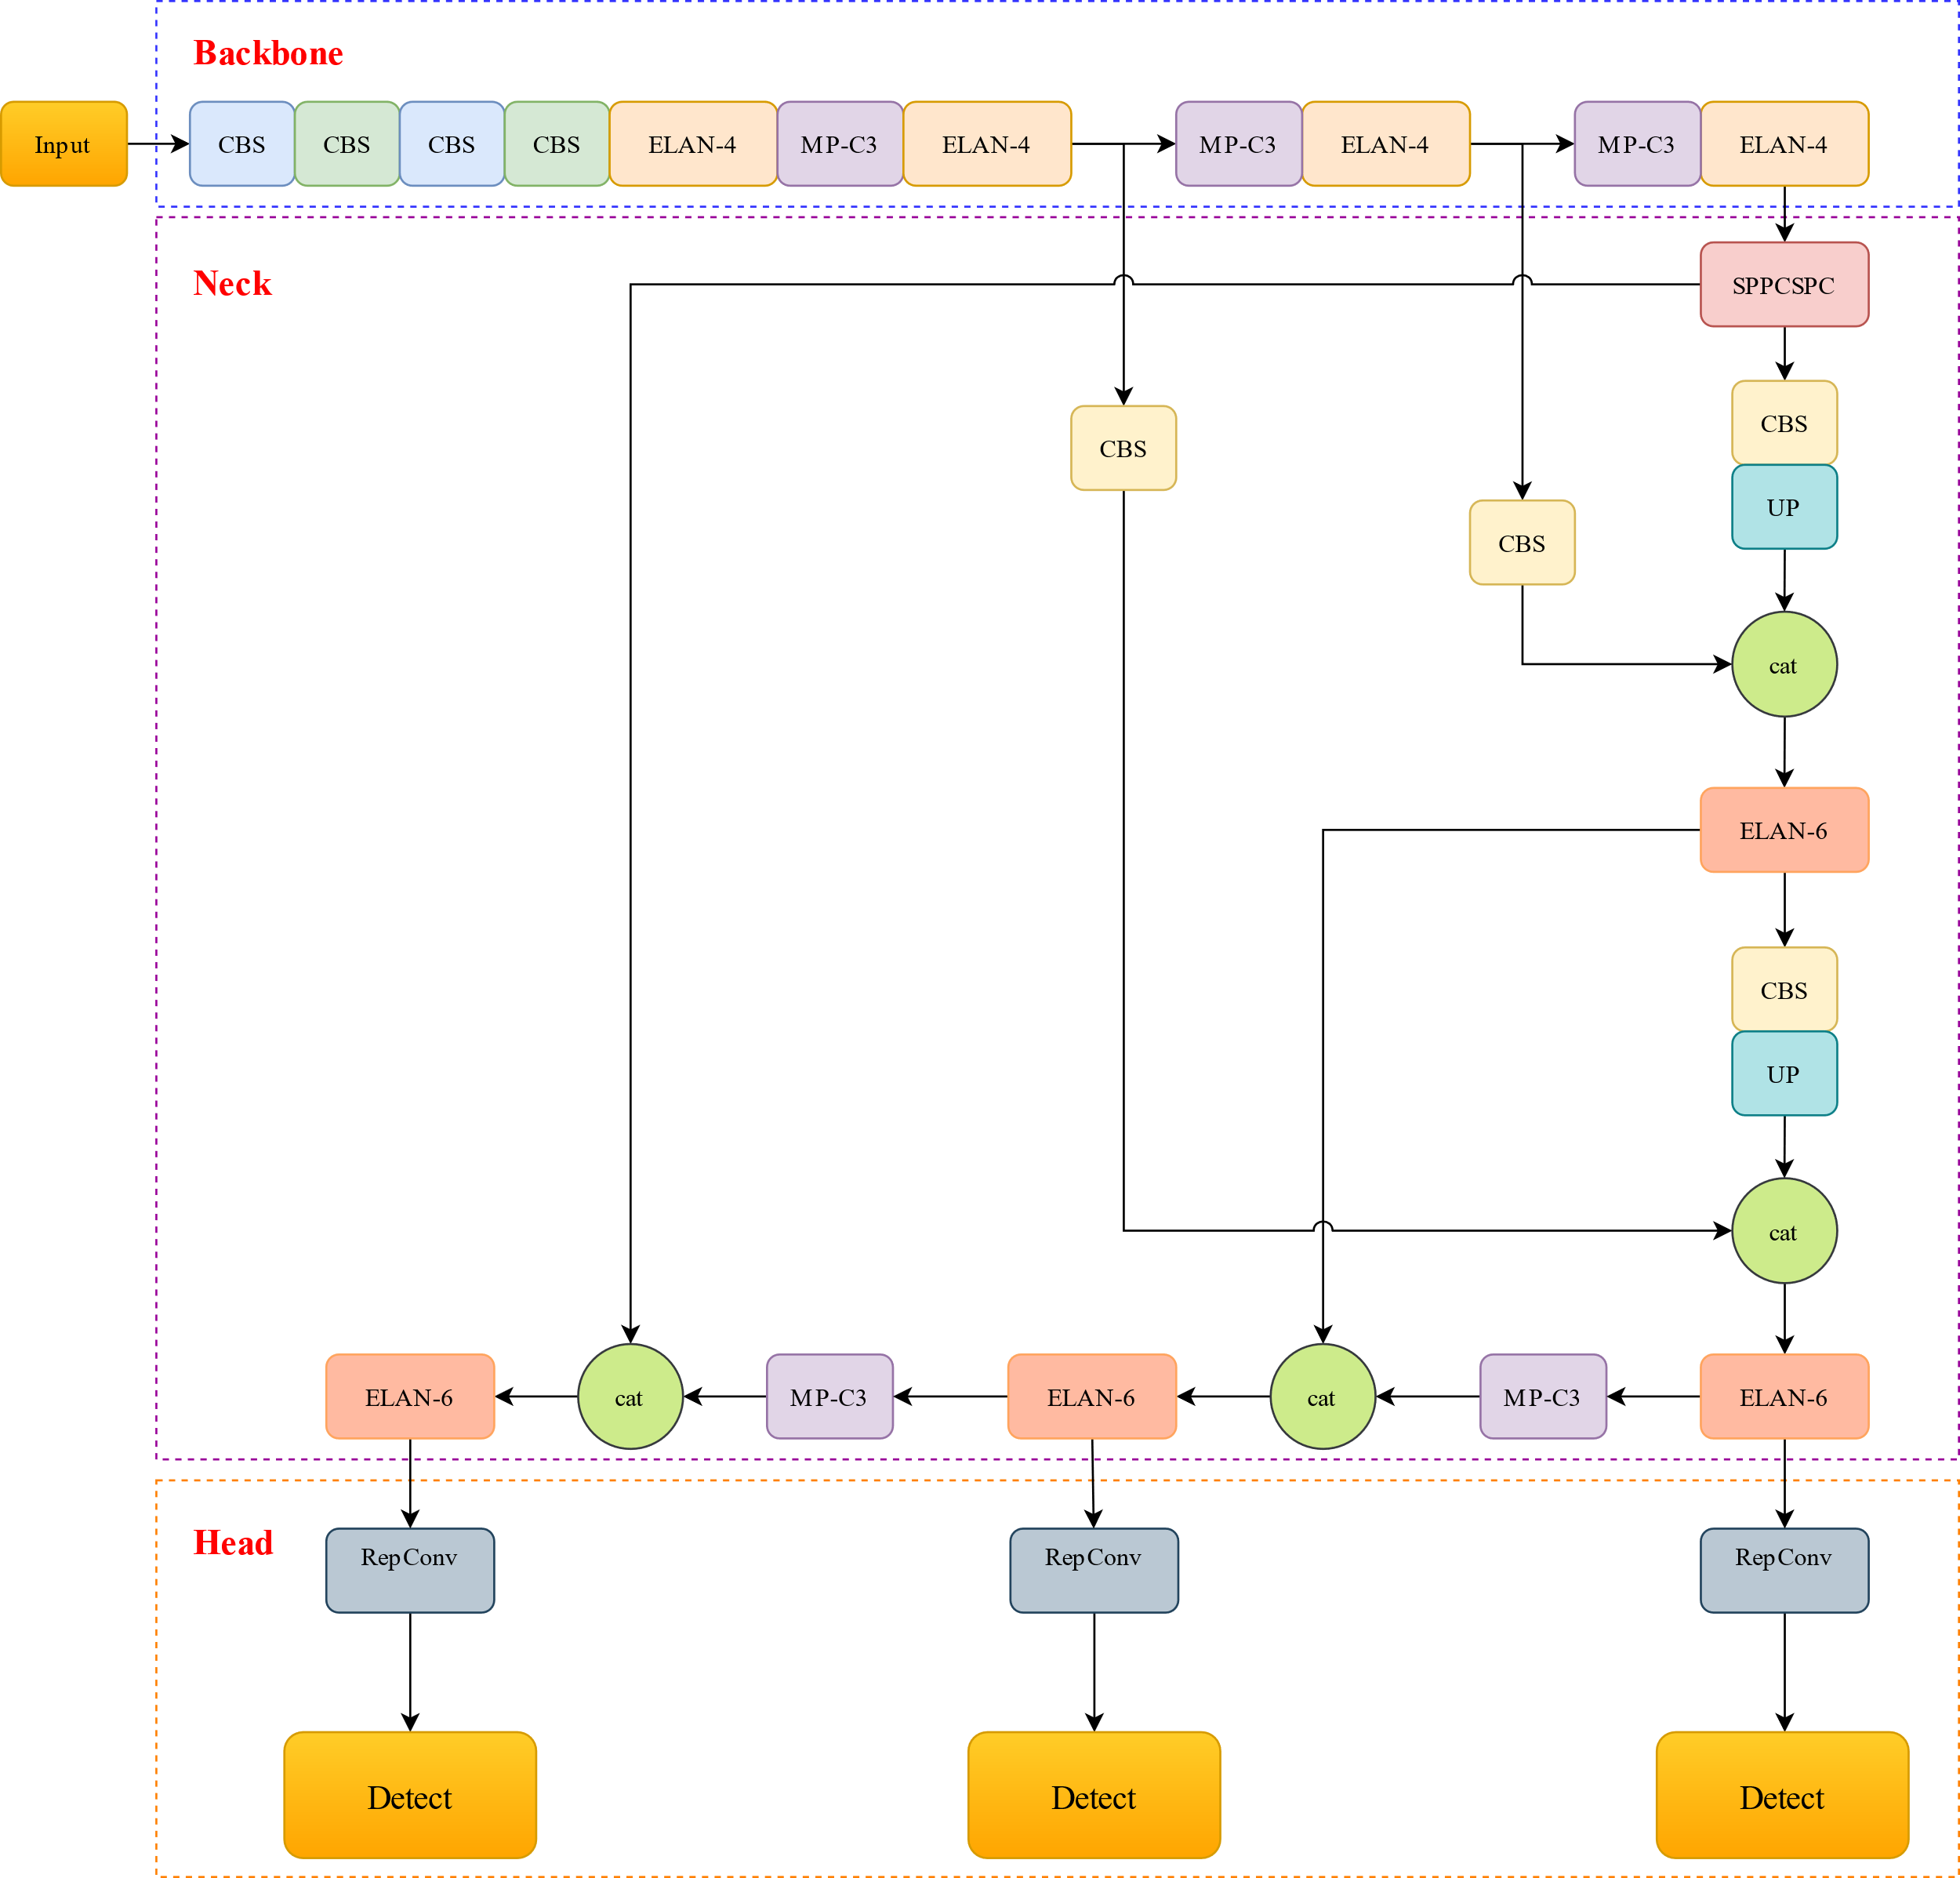 Backbone
Input
CBS
CBS
CBS
CBS
ELAN-4
MP-C3
ELAN-4
MP-C3
ELAN-4
MP-C3
ELAN-4
Neck
SPPCSPC
CBS
CBS
UP
CBS
cat
ELAN-6
CBS
UP
cat
ELAN-6
cat
MP-C3
ELAN-6
cat
MP-C3
ELAN-6
Head
RepConv
RepConv
RepConv
Detect
Detect
Detect